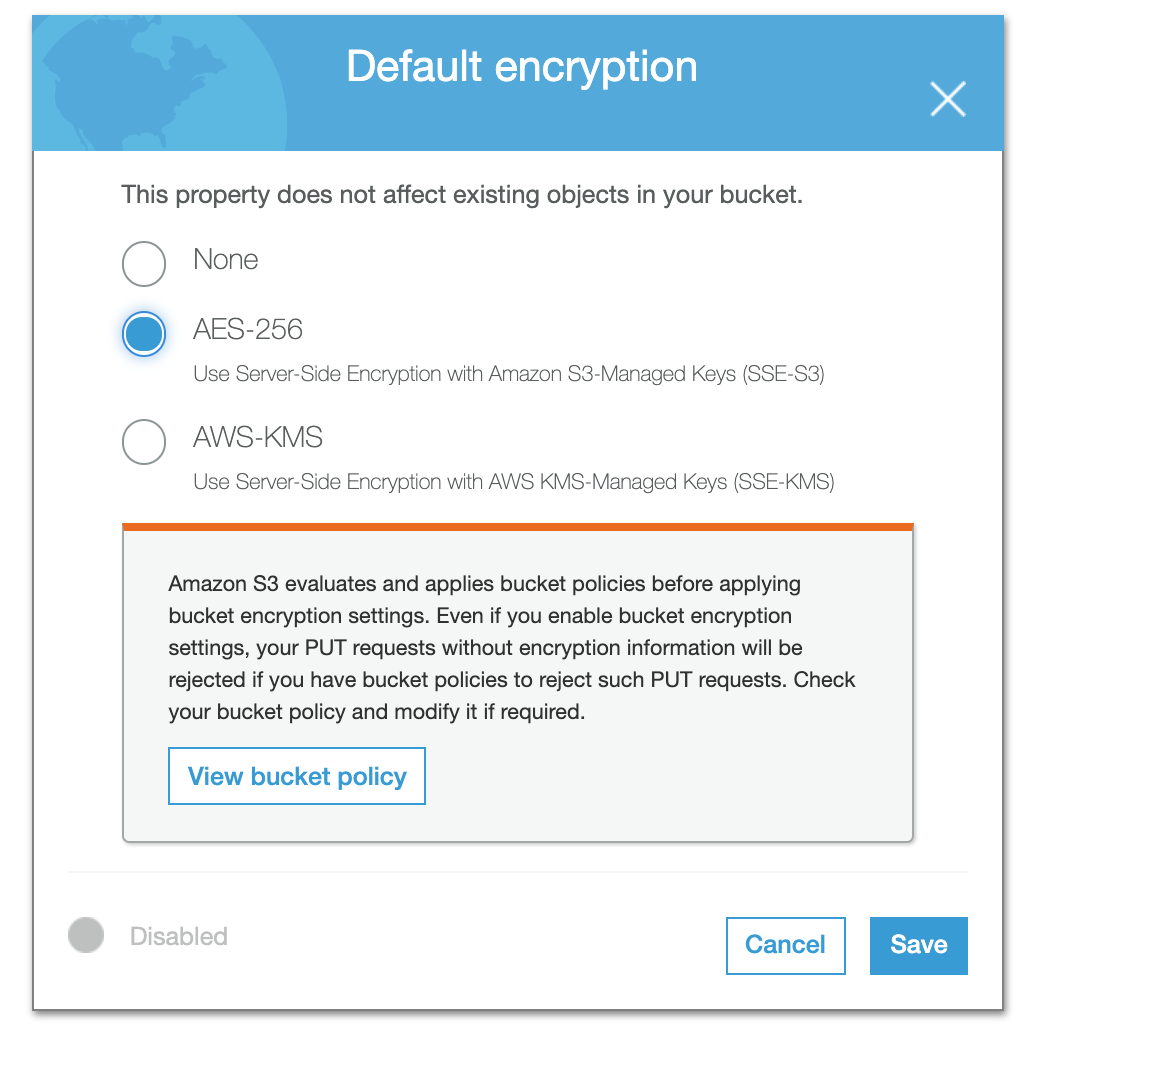 Default encryption
This property does not affect existing objects in your bucket.
None
AES-256
Use Server-Side Encryption with Amazon S3-Managed Keys (SSE-S3)
AWS-KMS
Use Server-Side Encryption with AWS KMS-Managed Keys (SSE-KMS)
Amazon S3 evaluates and applies bucket policies before applying
bucket encryption settings. Even if you enable bucket encryption
settings, your PUT requests without encryption information will be
rejected if you have bucket policies to reject such PUT requests. Check
your bucket policy and modify it if required.
View bucket policy
Disabled
Cancel
Save